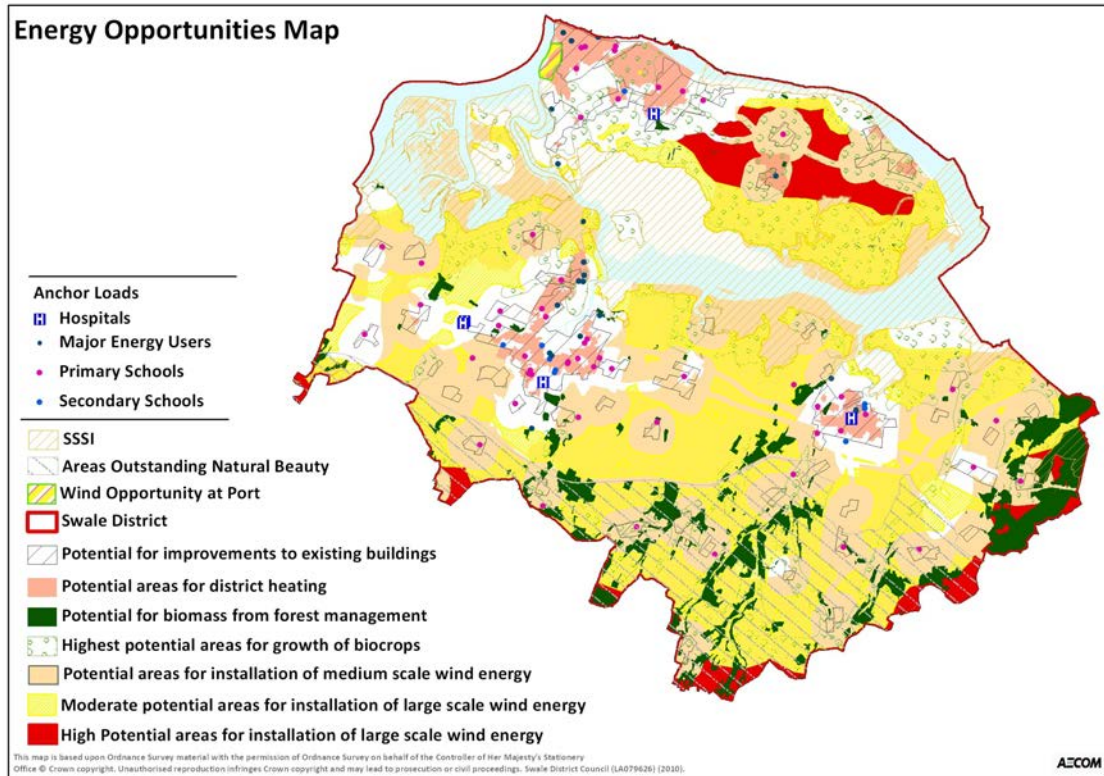 Energy Opportunities Map
H
Anchor Loads
H Hospitals
Major Energy Users
Primary Schools
Secondary Schools
SSSI
Areas Outstanding Natural Beauty
Wind Opportunity at Port
Swale District
Potential for improvements to existing buildings
Potential areas for district heating
Potential for biomass from forest management
Highest potential areas for growth of biocrops
Potential areas for installation of medium scale wind energy
Moderate potential areas for installation of large scale wind energy
High Potential areas for installation of large scale wind energy
H
H
H
This map is based upon Ordnance Survey material with the permission of Ordnance Survey on behalf of the Controller of Her Majesty's Stationery
Office © Crown copyright. Unauthorised reproduction infringes Crown copyright and may lead to prosecution or civil proceedings. Swale District Council (LA079626) (2010).
AECOM